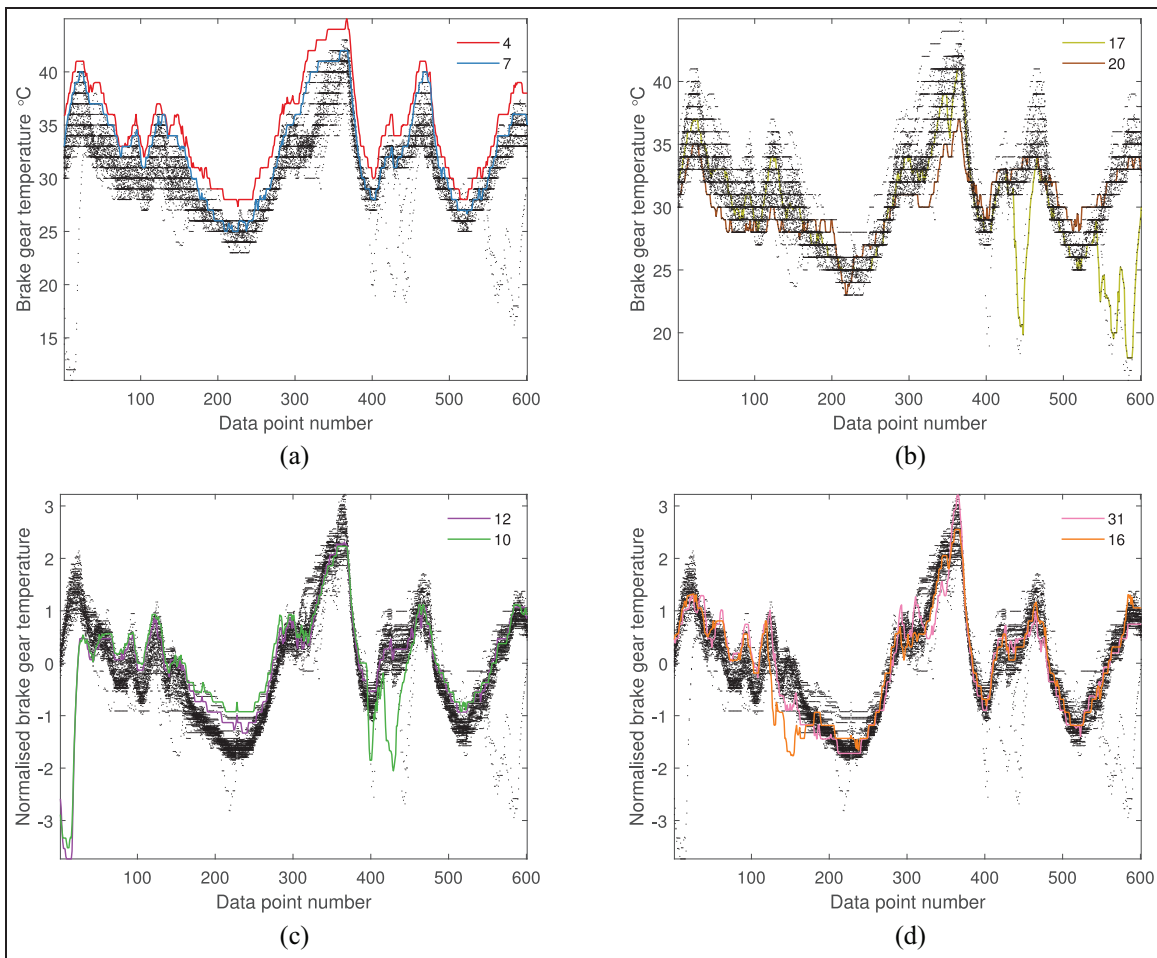 4
7
40
35
30
25
20
15
Brake gear temperature °C
100 200 300 400 500 600
Data point number
(a)
17
20
40
35
30
25
20
Brake gear temperature °C
100 200 300 400 500 600
Data point number
(b)
12
10
3
2
1
0
-1
-2
-3
Normalised brake gear temperature
100 200 300 400 500 600
Data point number
(c)
31
16
3
2
1
0
-1
-2
-3
Normalised brake gear temperature
100 200 300 400 500 600
Data point number
(d)